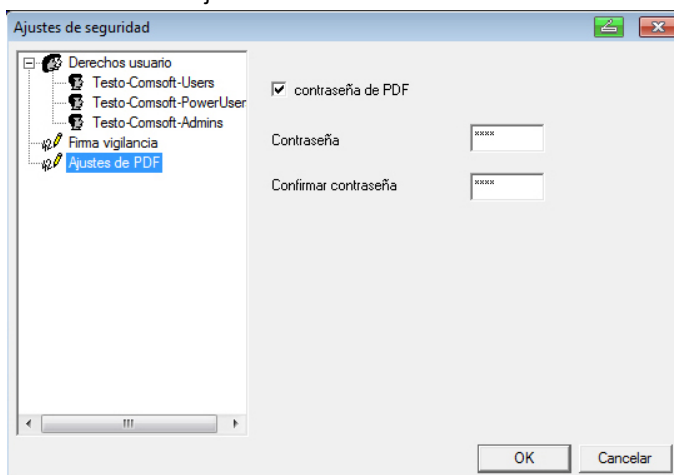 Ajustes de seguridad
Derechos usuario
Testo-Comsoft-Users
Testo-Comsoft-PowerUser
Testo-Comsoft-Admins
Firma vigilancia
Ajustes de PDF
contraseña de PDF
Contraseña
××××
Confirmar contraseña
××××
OK
Cancelar